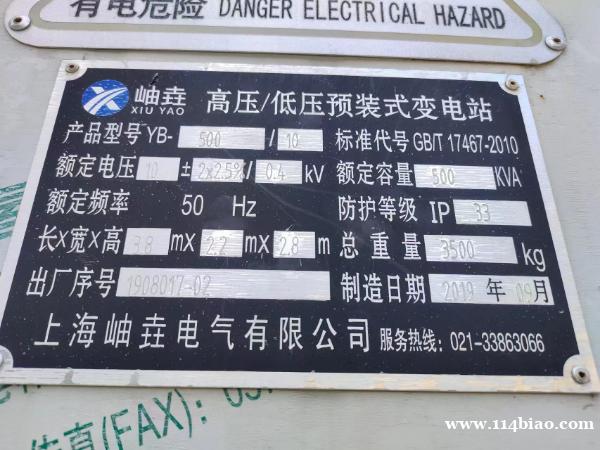 有电危险 DANGER ELECTRICAL HAZARD
岫垚 XIU YAO 高压/低压预装式变电站
产品型号 YB- 500 / 10 标准代号 GB/T 17467-2010
额定电压 10 ± 2x2.5% / 0.4 kV 额定容量 500 KVA
额定频率 50 Hz 防护等级 IP 33
长X宽X高 3.8 mX 2.2 mX 2.8 m 总重量 3500 kg
出厂序号 1908017-02 制造日期 2019 年 09 月
上海岫垚电气有限公司 服务热线: 021-33863066
传真(FAX):
www.114biao.com